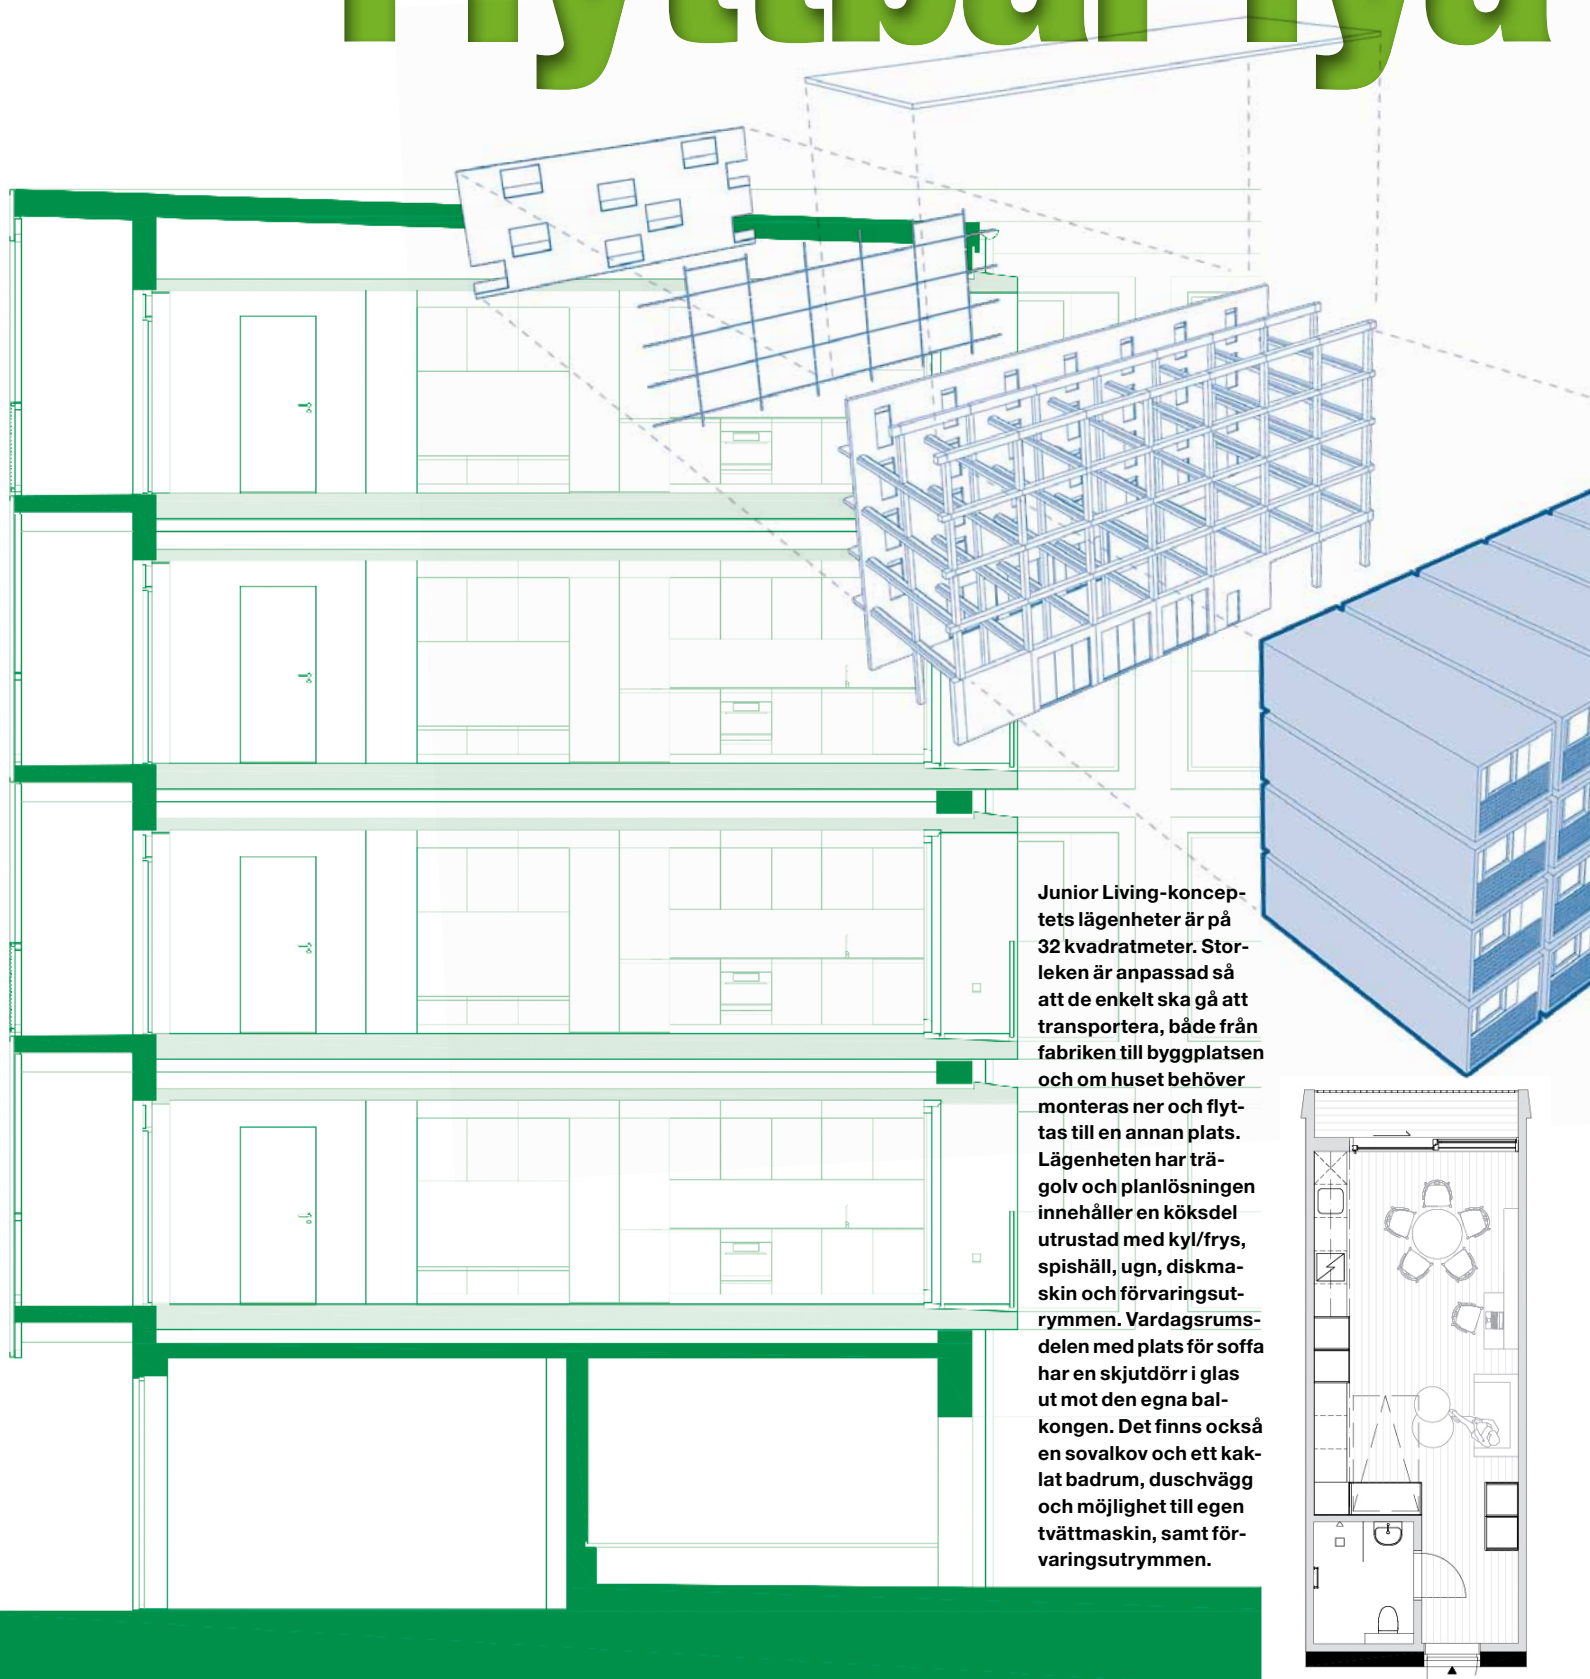 Flyttbar lya
Junior Living-koncep-
tets lägenheter är på
32 kvadratmeter. Stor-
leken är anpassad så
att de enkelt ska gå att
transportera, både från
fabriken till byggplatsen
och om huset behöver
monteras ner och flyt-
tas till en annan plats.
Lägenheten har trä-
golv och planlösningen
innehåller en köksdel
utrustad med kyl/frys,
spishäll, ugn, diskma-
skin och förvaringsut-
rymmen. Vardagsrums-
delen med plats för soffa
har en skjutdörr i glas
ut mot den egna bal-
kongen. Det finns också
en sovalkov och ett kak-
lat badrum, duschvägg
och möjlighet till egen
tvättmaskin, samt för-
varingsutrymmen.